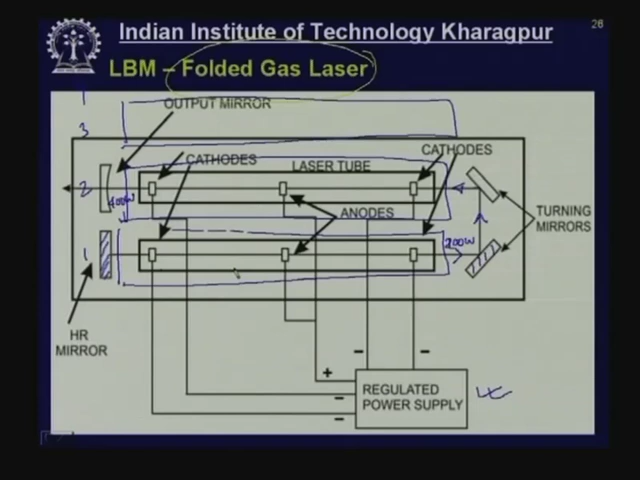 26
Indian Institute of Technology Kharagpur
LBM – Folded Gas Laser
1
OUTPUT MIRROR
3
CATHODES
LASER TUBE
CATHODES
2
400W
ANODES
TURNING
MIRRORS
1
200W
HR
MIRROR
+
–
–
–
–
REGULATED
POWER SUPPLY